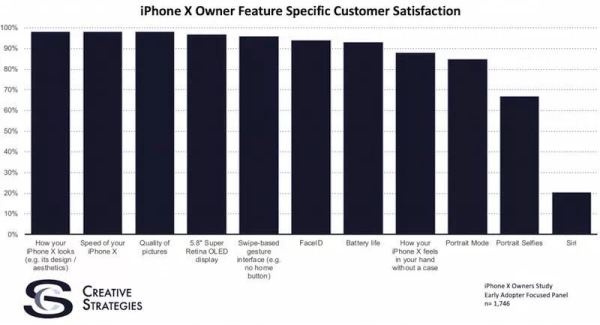 iPhone X Owner Feature Specific Customer Satisfaction
100%
90%
80%
70%
60%
50%
40%
30%
20%
10%
0%
How your
iPhone X looks
(e.g. its design /
aesthetics)
Speed of your
iPhone X
Quality of
pictures
5.8" Super
Retina OLED
display
Swipe-based
gesture
interface (e.g.
no home
button)
FaceID
Battery life
How your
iPhone X feels
in your hand
without a case
Portrait Mode
Portrait Selfies
Siri
CREATIVE
STRATEGIES
iPhone X Owners Study
Early Adopter Focused Panel
n= 1,746